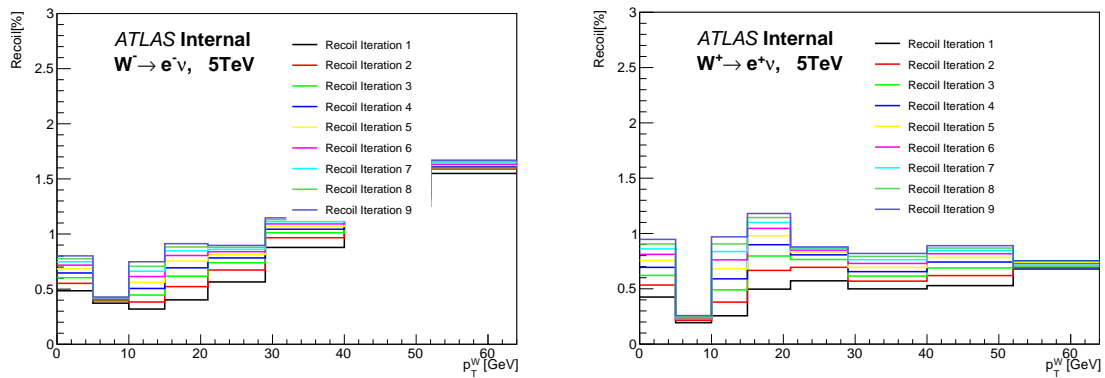 Recoil[%]
3
2.5
2
1.5
1
0.5
0
ATLAS Internal
W⁻→ e⁻ν, 5TeV
Recoil Iteration 1
Recoil Iteration 2
Recoil Iteration 3
Recoil Iteration 4
Recoil Iteration 5
Recoil Iteration 6
Recoil Iteration 7
Recoil Iteration 8
Recoil Iteration 9
0 10 20 30 40 50 60
p_T^W [GeV]
Recoil[%]
3
2.5
2
1.5
1
0.5
0
ATLAS Internal
W⁺→ e⁺ν, 5TeV
Recoil Iteration 1
Recoil Iteration 2
Recoil Iteration 3
Recoil Iteration 4
Recoil Iteration 5
Recoil Iteration 6
Recoil Iteration 7
Recoil Iteration 8
Recoil Iteration 9
0 10 20 30 40 50 60
p_T^W [GeV]